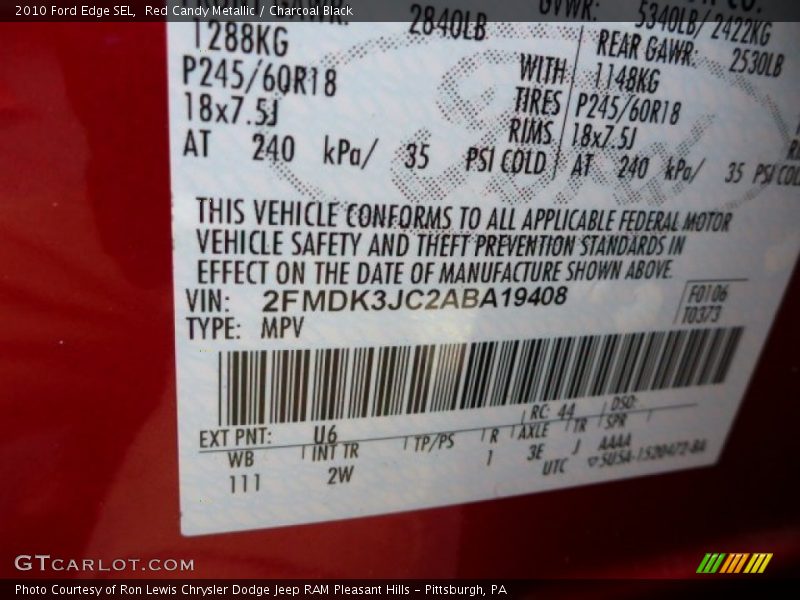 2010 Ford Edge SEL,  Red Candy Metallic / Charcoal Black
2840LB
GVWR: 5340LB/ 2422KG
1288KG
REAR GAWR: 2530LB
P245/60R18 WITH 1148KG
18x7.5J TIRES P245/60R18
RIMS 18x7.5J
AT 240 kPa/ 35 PSI COLD AT 240 kPa/ 35 PSI COL
THIS VEHICLE CONFORMS TO ALL APPLICABLE FEDERAL MOTOR
VEHICLE SAFETY AND THEFT PREVENTION STANDARDS IN
EFFECT ON THE DATE OF MANUFACTURE SHOWN ABOVE.
VIN: 2FMDK3JC2ABA19408 F0106
TYPE: MPV T0373
RC: 44 DSO:
EXT PNT: U6
WB INT TR TP/PS R AXLE TR SPR
111 2W 1 3E J AAAA
UTC
GTCARLOT.COM
Photo Courtesy of Ron Lewis Chrysler Dodge Jeep RAM Pleasant Hills - Pittsburgh, PA